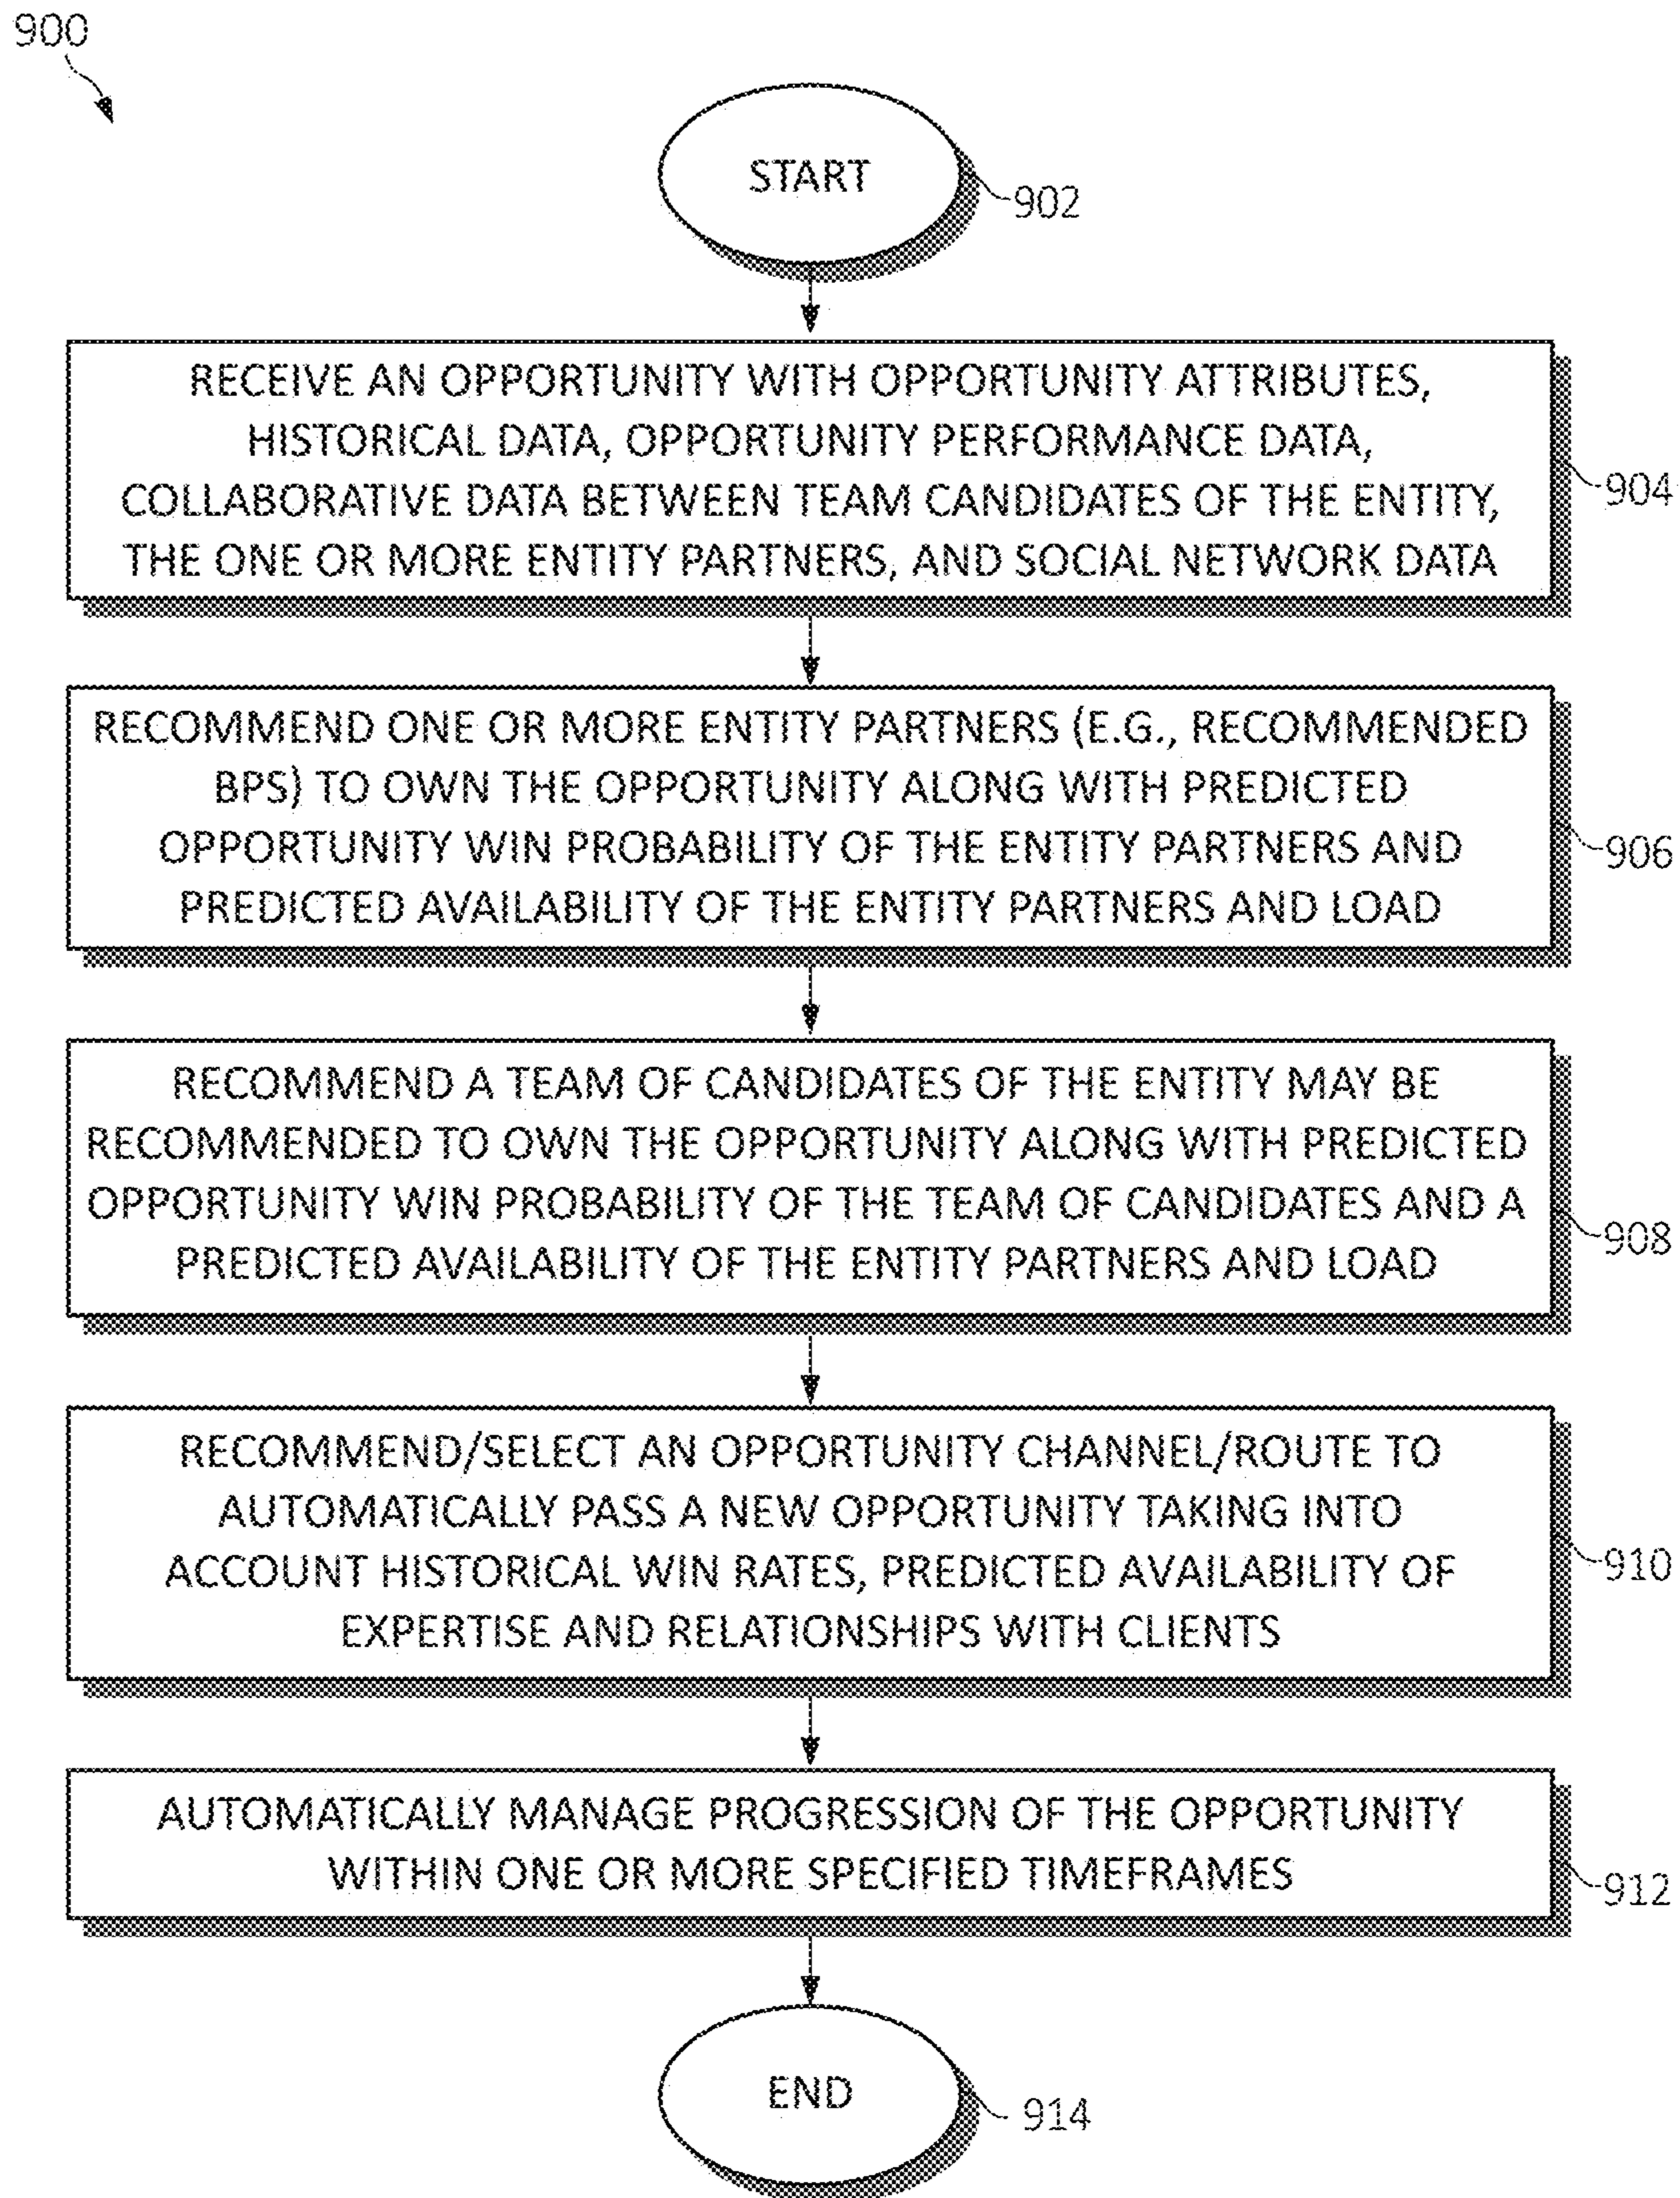 900
START
902
RECEIVE AN OPPORTUNITY WITH OPPORTUNITY ATTRIBUTES,
HISTORICAL DATA, OPPORTUNITY PERFORMANCE DATA,
COLLABORATIVE DATA BETWEEN TEAM CANDIDATES OF THE ENTITY,
THE ONE OR MORE ENTITY PARTNERS, AND SOCIAL NETWORK DATA
904
RECOMMEND ONE OR MORE ENTITY PARTNERS (E.G., RECOMMENDED
BPS) TO OWN THE OPPORTUNITY ALONG WITH PREDICTED
OPPORTUNITY WIN PROBABILITY OF THE ENTITY PARTNERS AND
PREDICTED AVAILABILITY OF THE ENTITY PARTNERS AND LOAD
906
RECOMMEND A TEAM OF CANDIDATES OF THE ENTITY MAY BE
RECOMMENDED TO OWN THE OPPORTUNITY ALONG WITH PREDICTED
OPPORTUNITY WIN PROBABILITY OF THE TEAM OF CANDIDATES AND A
PREDICTED AVAILABILITY OF THE ENTITY PARTNERS AND LOAD
908
RECOMMEND/SELECT AN OPPORTUNITY CHANNEL/ROUTE TO
AUTOMATICALLY PASS A NEW OPPORTUNITY TAKING INTO
ACCOUNT HISTORICAL WIN RATES, PREDICTED AVAILABILITY OF
EXPERTISE AND RELATIONSHIPS WITH CLIENTS
910
AUTOMATICALLY MANAGE PROGRESSION OF THE OPPORTUNITY
WITHIN ONE OR MORE SPECIFIED TIMEFRAMES
912
END
914